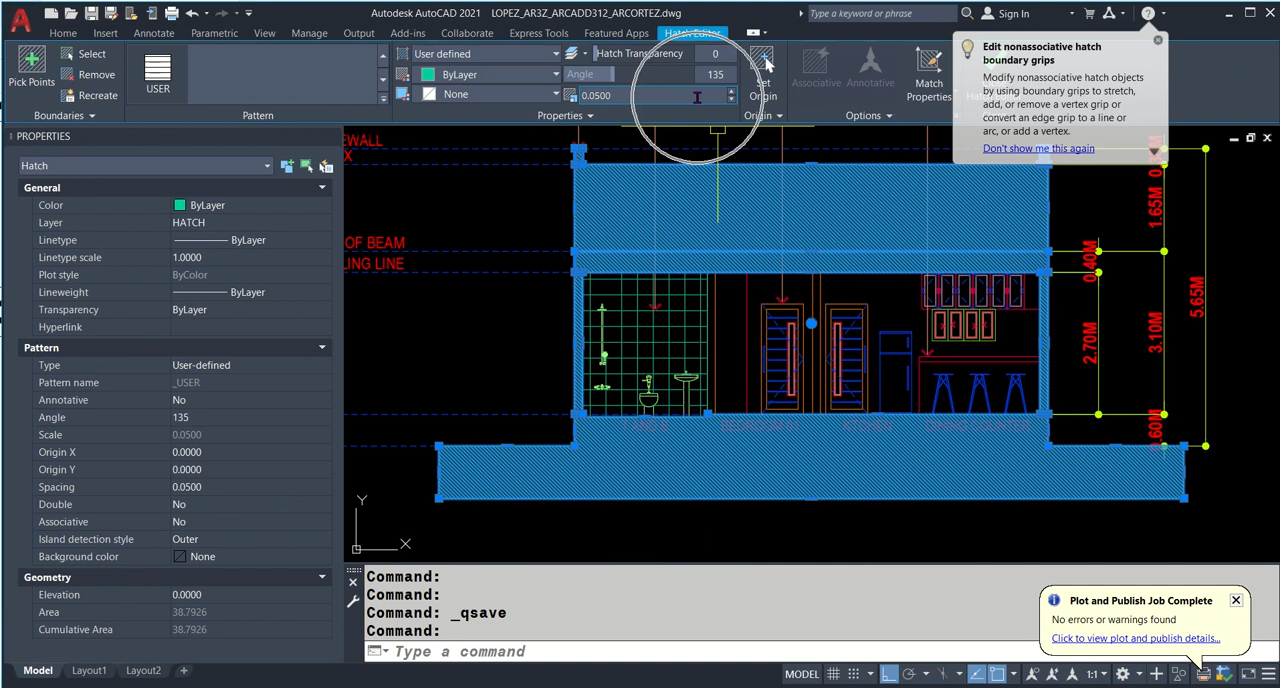 Autodesk AutoCAD 2021 LOPEZ_AR3Z_ARCADD312_ARCORTEZ.dwg
Type a keyword or phrase
Sign In
Home Insert Annotate Parametric View Manage Output Add-ins Collaborate Express Tools Featured Apps Hatch Editor
Pick Points
Select
Remove
Recreate
Boundaries
USER
Pattern
User defined
Hatch Transparency 0
ByLayer
Angle 135
None
0.0500
Properties
Set
Origin
Origin
Associative
Annotative
Match
Properties
Options
Edit nonassociative hatch
boundary grips
Modify nonassociative hatch objects
by using boundary grips to stretch,
add, or remove a vertex grip or
convert an edge grip to a line or
arc, or add a vertex.
Don't show me this again
PROPERTIES
Hatch
General
Color ByLayer
Layer HATCH
Linetype ByLayer
Linetype scale 1.0000
Plot style ByColor
Lineweight ByLayer
Transparency ByLayer
Hyperlink
Pattern
Type User-defined
Pattern name _USER
Annotative No
Angle 135
Scale 0.0500
Origin X 0.0000
Origin Y 0.0000
Spacing 0.0500
Double No
Associative No
Island detection style Outer
Background color None
Geometry
Elevation 0.0000
Area 38.7926
Cumulative Area 38.7926
EWALL
X
OF BEAM
LING LINE
1.65M
0.40M
5.65M
2.70M
3.10M
0.60M
T AND B
BEDROOM 01
KITCHEN
DINING COUNTER
Y
X
Command:
Command:
Command: _qsave
Command:
Type a command
Plot and Publish Job Complete
No errors or warnings found
Click to view plot and publish details...
Model Layout1 Layout2 +
MODEL
1:1